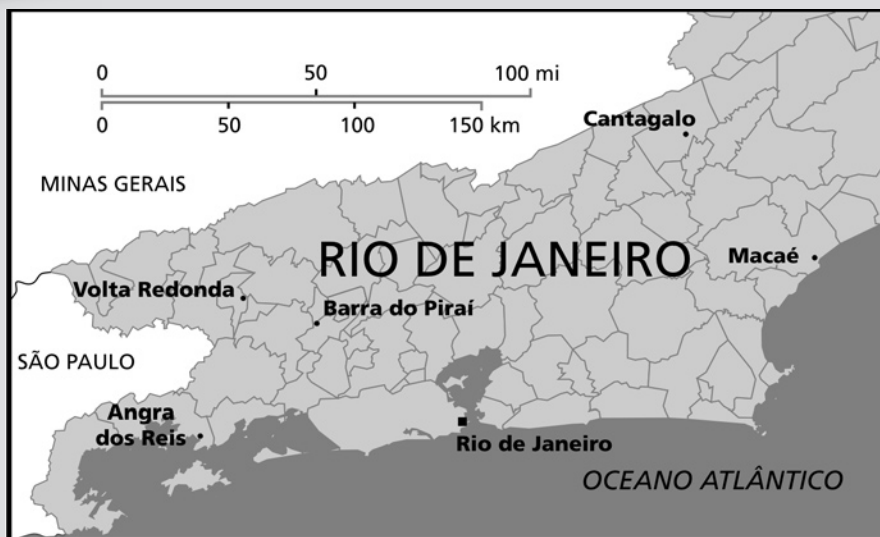 0 50 100 mi
0 50 100 150 km
Cantagalo
MINAS GERAIS
RIO DE JANEIRO
Macaé
Volta Redonda
Barra do Piraí
SÃO PAULO
Angra
dos Reis
Rio de Janeiro
OCEANO ATLÂNTICO